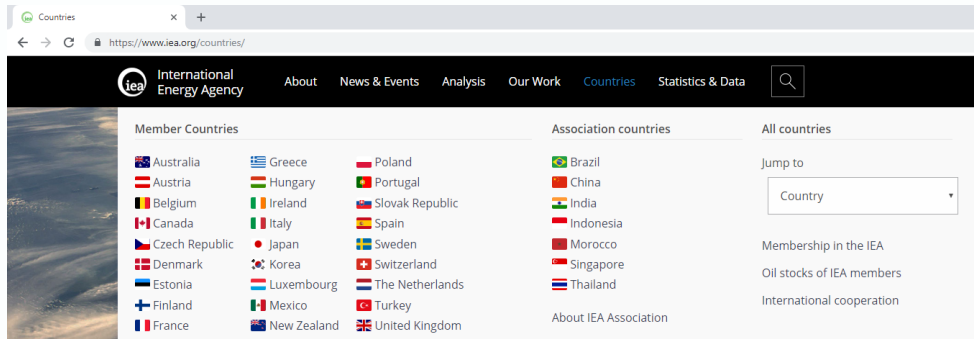 Countries
https://www.iea.org/countries/
iea
International
Energy Agency
About
News & Events
Analysis
Our Work
Countries
Statistics & Data
Member Countries
Australia
Austria
Belgium
Canada
Czech Republic
Denmark
Estonia
Finland
France
Greece
Hungary
Ireland
Italy
Japan
Korea
Luxembourg
Mexico
New Zealand
Poland
Portugal
Slovak Republic
Spain
Sweden
Switzerland
The Netherlands
Turkey
United Kingdom
Association countries
Brazil
China
India
Indonesia
Morocco
Singapore
Thailand
About IEA Association
All countries
Jump to
Country
Membership in the IEA
Oil stocks of IEA members
International cooperation